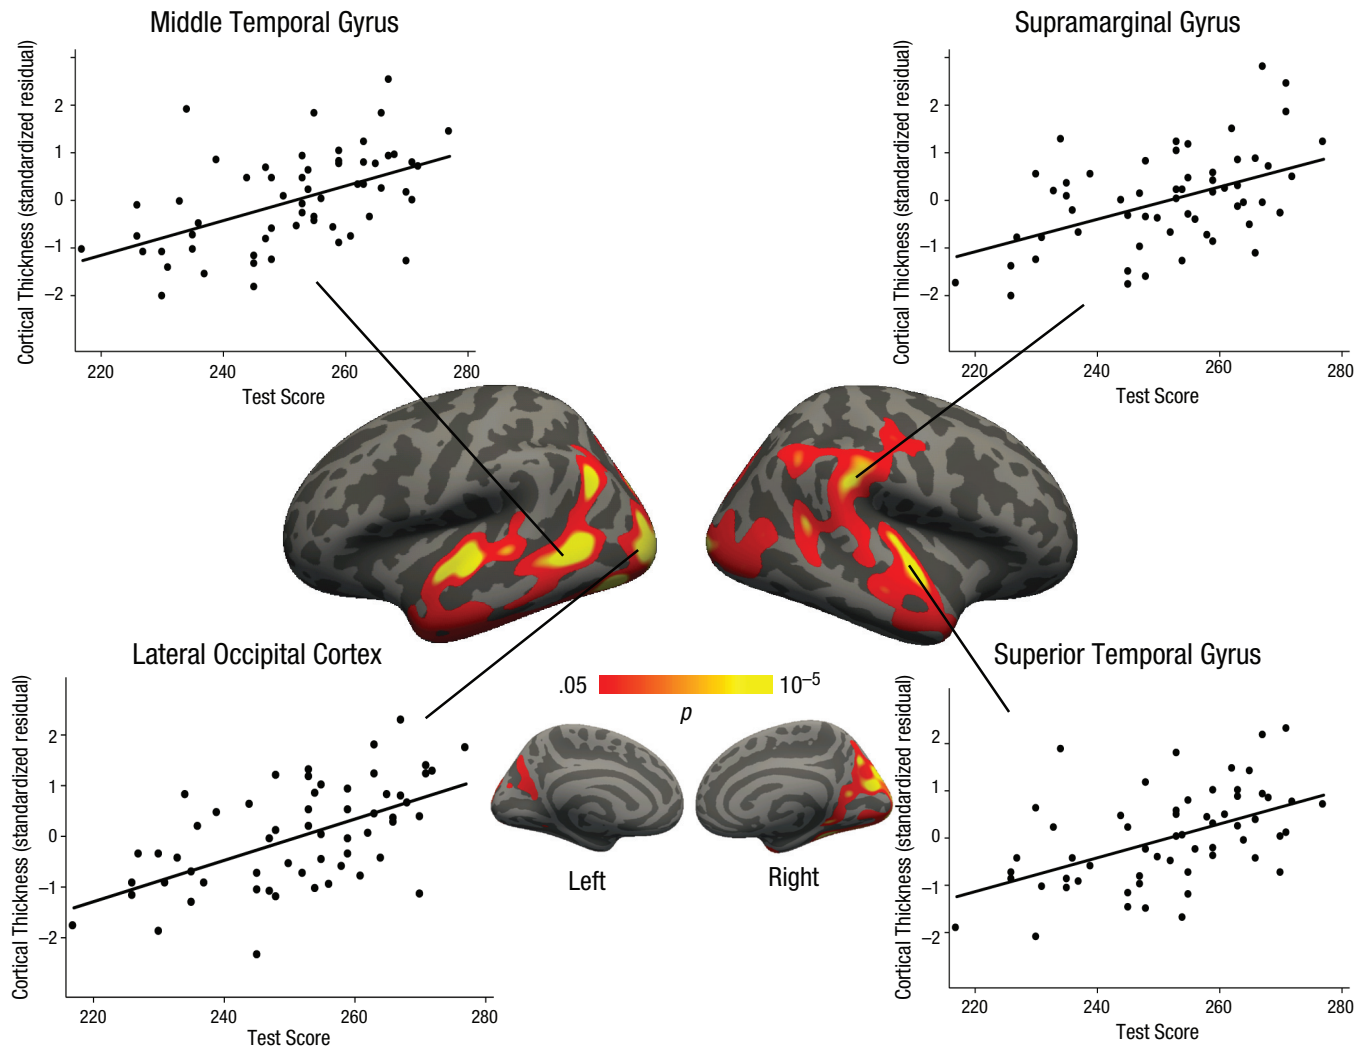 Middle Temporal Gyrus
Cortical Thickness (standardized residual)
2
1
0
−1
−2
220
240
260
280
Test Score
Supramarginal Gyrus
Cortical Thickness (standardized residual)
2
1
0
−1
−2
220
240
260
280
Test Score
Lateral Occipital Cortex
Cortical Thickness (standardized residual)
2
1
0
−1
−2
220
240
260
280
Test Score
.05
10−5
p
Left
Right
Superior Temporal Gyrus
Cortical Thickness (standardized residual)
2
1
0
−1
−2
220
240
260
280
Test Score